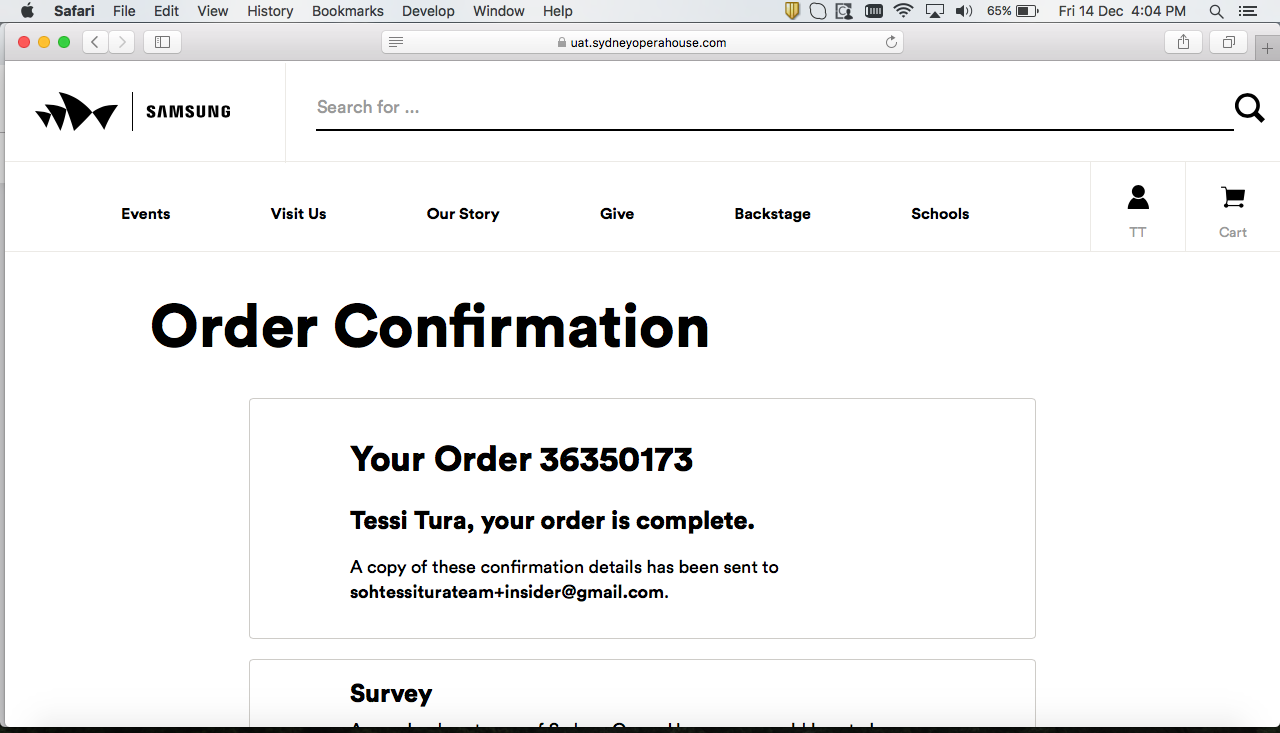 Safari File Edit View History Bookmarks Develop Window Help 65% Fri 14 Dec 4:04 PM
uat.sydneyoperahouse.com
SAMSUNG
Search for ...
Events Visit Us Our Story Give Backstage Schools
TT Cart
Order Confirmation
Your Order 36350173
Tessi Tura, your order is complete.
A copy of these confirmation details has been sent to
sohtessiturateam+insider@gmail.com.
Survey